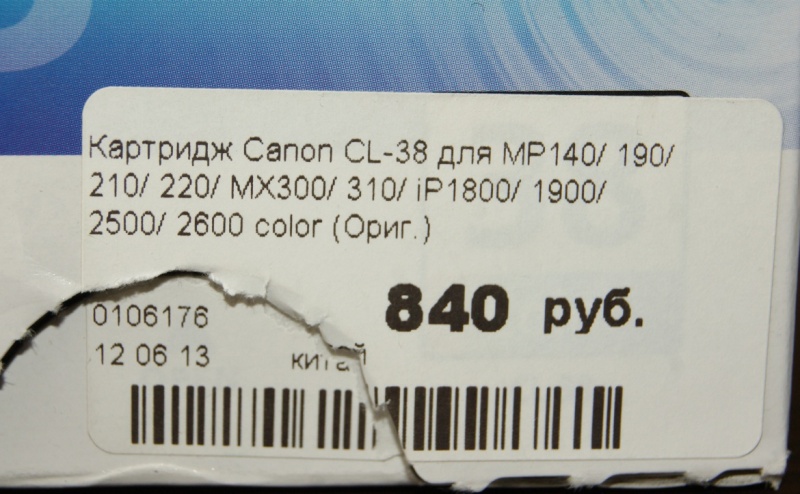 Картридж Canon CL-38 для MP140/ 190/
210/ 220/ MX300/ 310/ iP1800/ 1900/
2500/ 2600 color (Ориг.)
840 руб.
0106176
12 06 13 китай